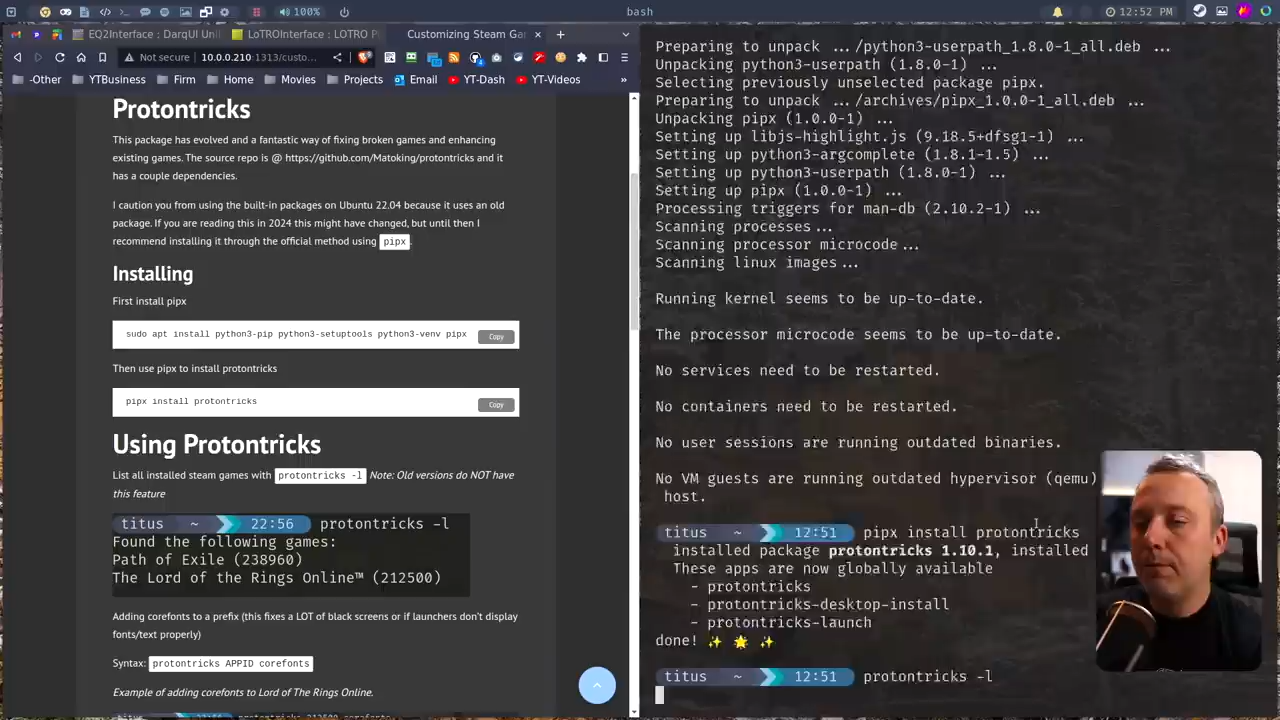 100%
bash
12:52 PM
EQ2Interface : DarqUI Uni
LoTROInterface : LOTRO P
Customizing Steam Ga
Not secure
10.0.0.210:1313/custo...
-Other
YTBusiness
Firm
Home
Movies
Projects
Email
YT-Dash
YT-Videos
Protontricks
This package has evolved and a fantastic way of fixing broken games and enhancing
existing games. The source repo is @ https://github.com/Matoking/protontricks and it
has a couple dependencies.
I caution you from using the built-in packages on Ubuntu 22.04 because it uses an old
package. If you are reading this in 2024 this might have changed, but until then I
recommend installing it through the official method using pipx.
Installing
First install pipx
sudo apt install python3-pip python3-setuptools python3-venv pipx
Copy
Then use pipx to install protontricks
pipx install protontricks
Copy
Using Protontricks
List all installed steam games with protontricks -l Note: Old versions do NOT have
this feature
titus ~ 22:56 protontricks -l
Found the following games:
Path of Exile (238960)
The Lord of the Rings Online™ (212500)
Adding corefonts to a prefix (this fixes a LOT of black screens or if launchers don't display
fonts/text properly)
Syntax: protontricks APPID corefonts
Example of adding corefonts to Lord of The Rings Online.
Preparing to unpack .../python3-userpath_1.8.0-1_all.deb ...
Unpacking python3-userpath (1.8.0-1) ...
Selecting previously unselected package pipx.
Preparing to unpack .../archives/pipx_1.0.0-1_all.deb ...
Unpacking pipx (1.0.0-1) ...
Setting up libjs-highlight.js (9.18.5+dfsg1-1) ...
Setting up python3-argcomplete (1.8.1-1.5) ...
Setting up python3-userpath (1.8.0-1) ...
Setting up pipx (1.0.0-1) ...
Processing triggers for man-db (2.10.2-1) ...
Scanning processes...
Scanning processor microcode...
Scanning linux images...
Running kernel seems to be up-to-date.
The processor microcode seems to be up-to-date.
No services need to be restarted.
No containers need to be restarted.
No user sessions are running outdated binaries.
No VM guests are running outdated hypervisor (qemu)
host.
titus ~ 12:51 pipx install protontricks
installed package protontricks 1.10.1, installed
These apps are now globally available
- protontricks
- protontricks-desktop-install
- protontricks-launch
done! ✨ 🌟 ✨
titus ~ 12:51 protontricks -l